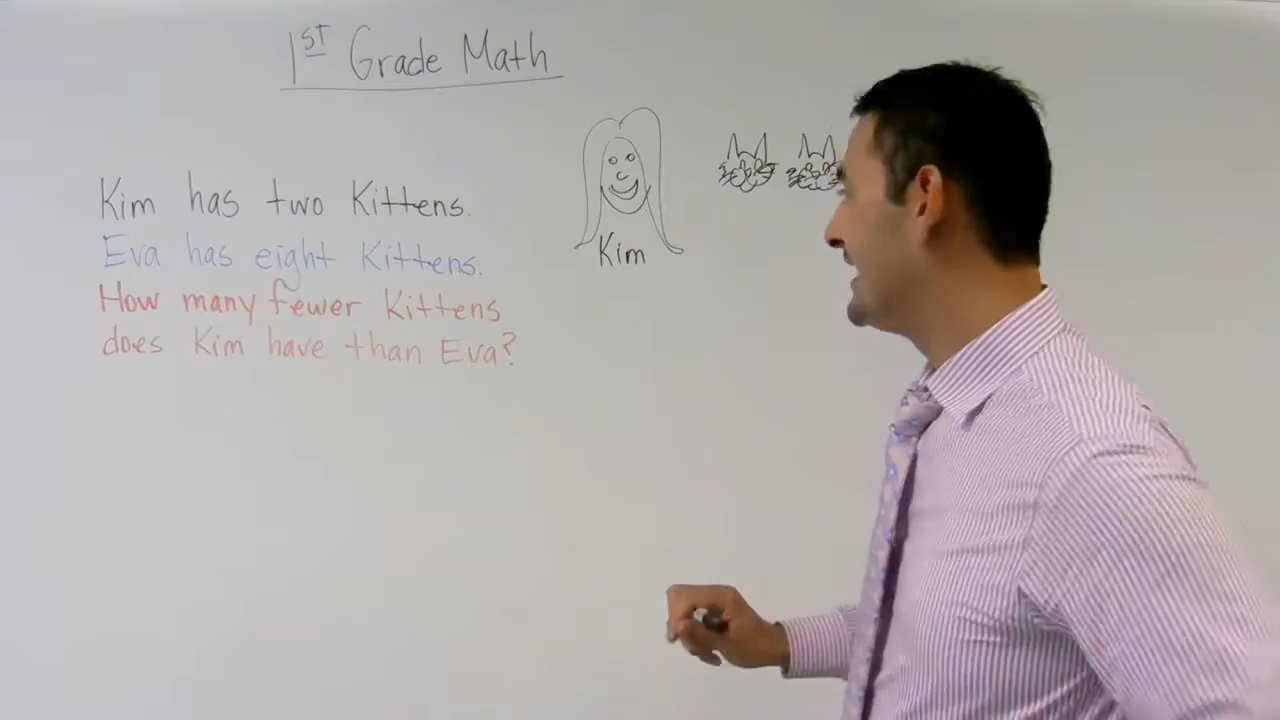 1ST Grade Math
Kim has two Kittens.
Eva has eight Kittens.
How many fewer Kittens
does Kim have than Eva?
Kim